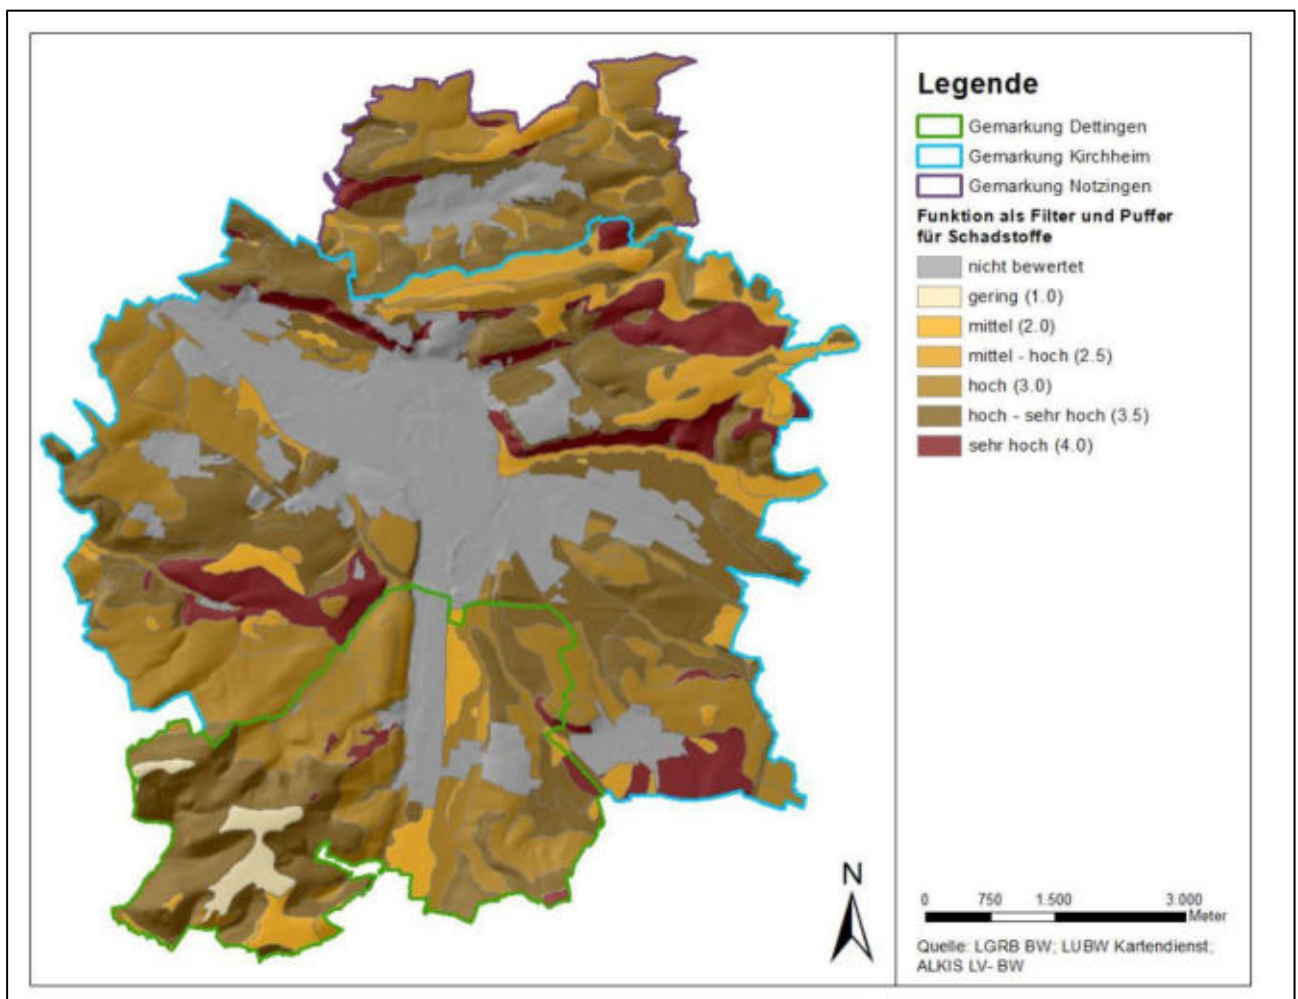 Legende
Gemarkung Dettingen
Gemarkung Kirchheim
Gemarkung Notzingen
Funktion als Filter und Puffer
für Schadstoffe
nicht bewertet
gering (1.0)
mittel (2.0)
mittel - hoch (2.5)
hoch (3.0)
hoch - sehr hoch (3.5)
sehr hoch (4.0)
N
0 750 1.500 3.000
Meter
Quelle: LGRB BW; LUBW Kartendienst;
ALKIS LV- BW